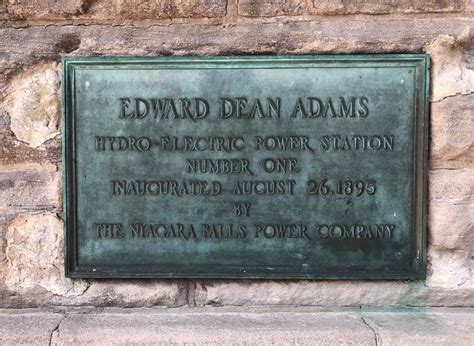 EDWARD DEAN ADAMS
HYDRO-ELECTRIC POWER STATION
NUMBER ONE
INAUGURATED AUGUST 26, 1895
BY
THE NIAGARA FALLS POWER COMPANY